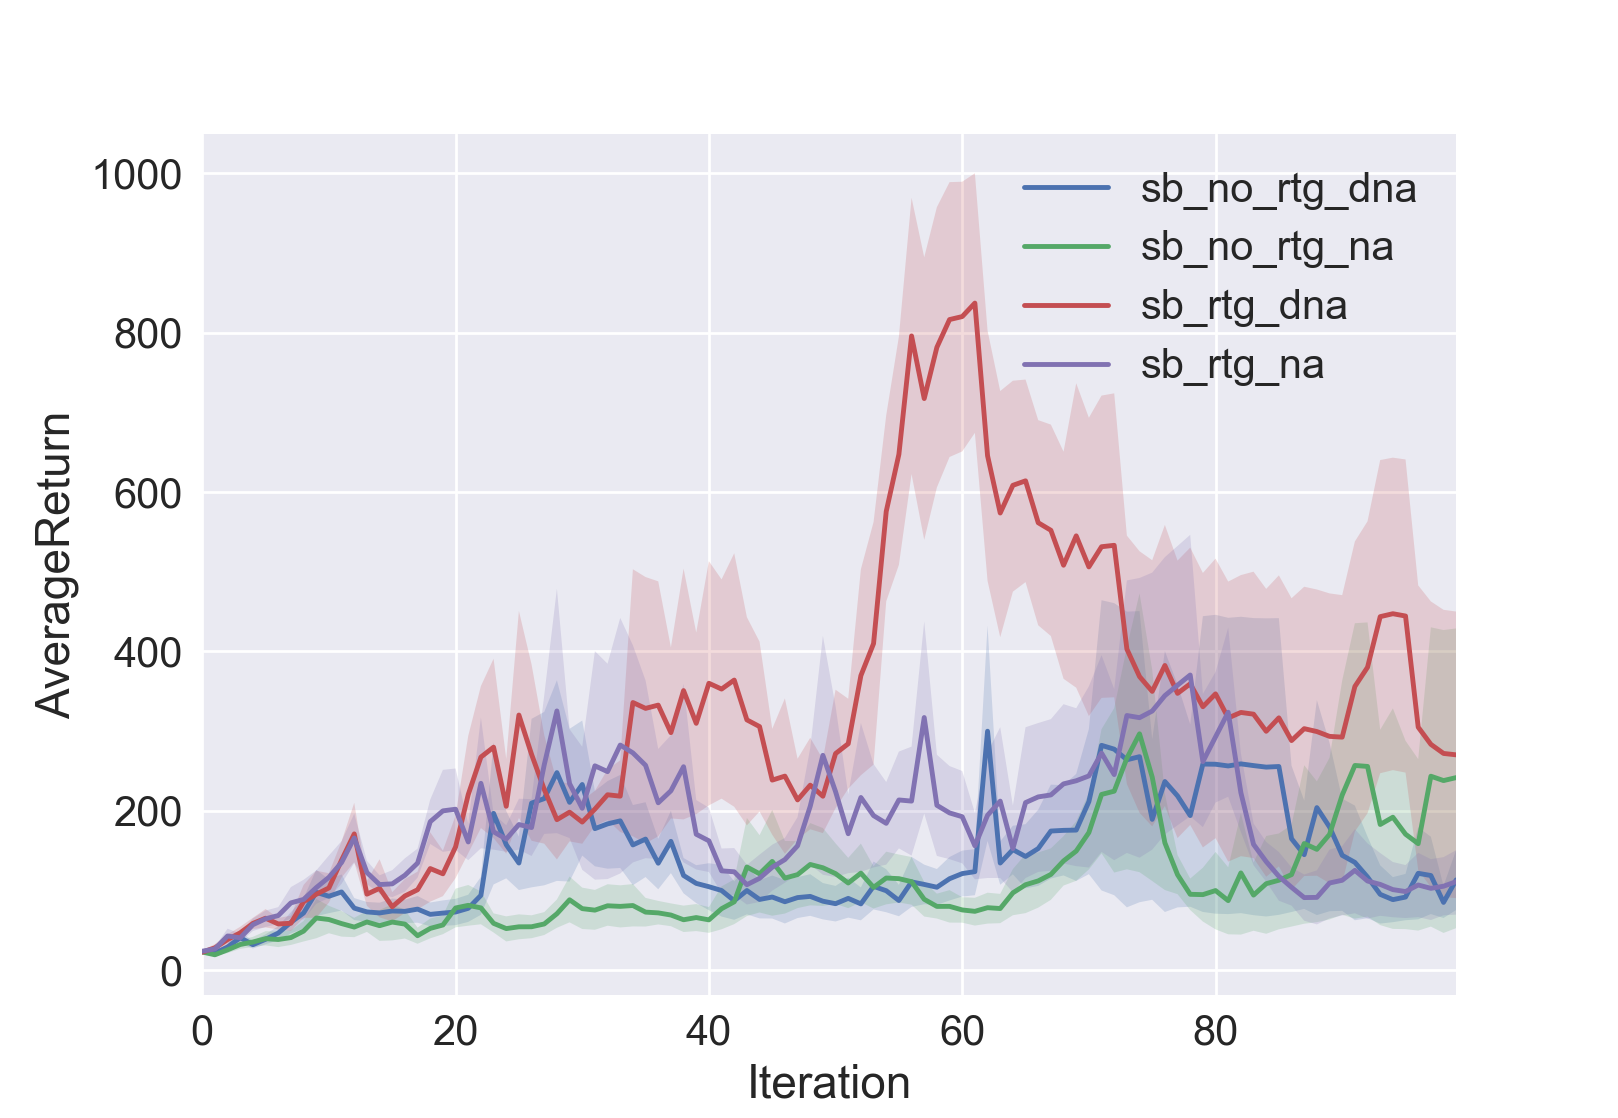 1000
800
600
400
200
0
AverageReturn
sb_no_rtg_dna
sb_no_rtg_na
sb_rtg_dna
sb_rtg_na
0 20 40 60 80
Iteration